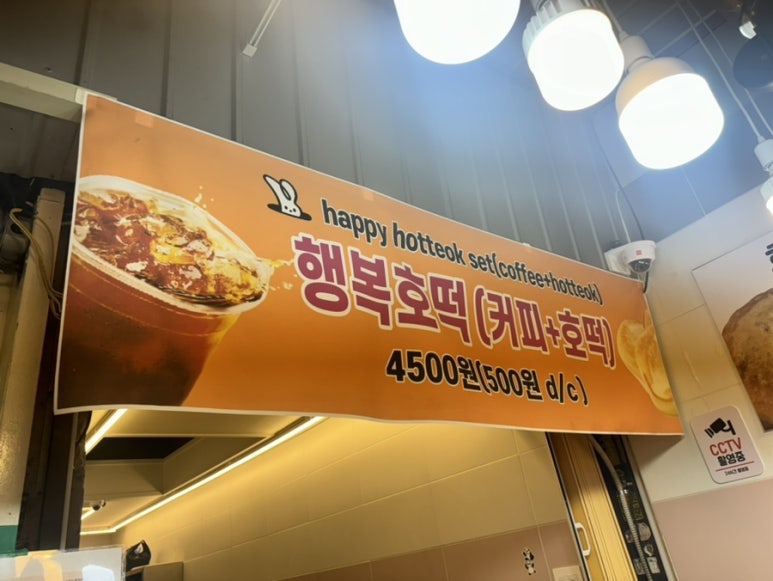 happy hotteok set(coffee+hotteok)
행복호떡 (커피+호떡)
4500원(500원 d/c)
CCTV
촬영중